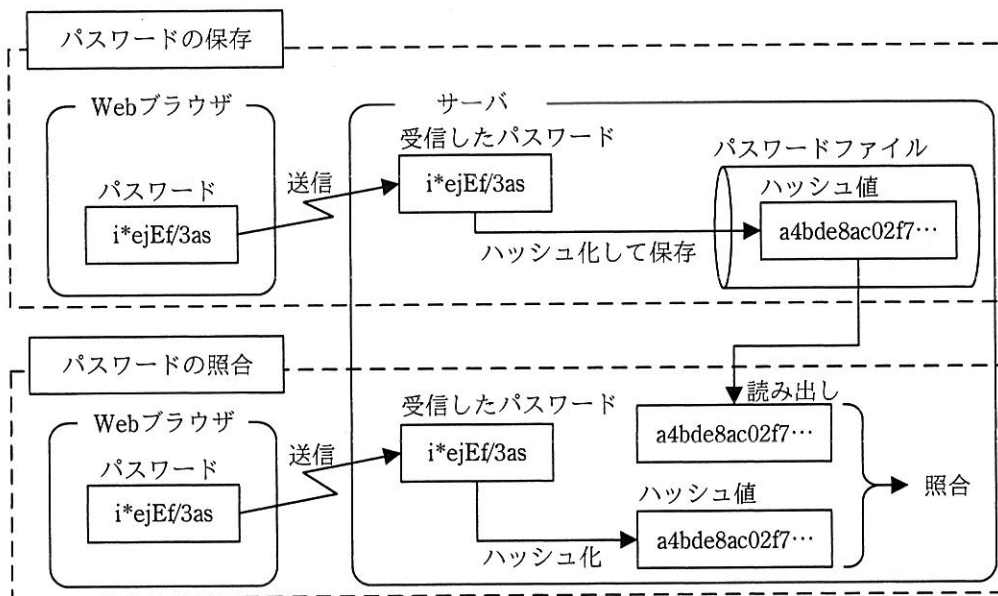 パスワードの保存
Webブラウザ
サーバ
受信したパスワード
パスワードファイル
パスワード
送信
i*ejEf/3as
ハッシュ値
i*ejEf/3as
a4bde8ac02f7…
ハッシュ化して保存
パスワードの照合
読み出し
Webブラウザ
受信したパスワード
a4bde8ac02f7…
パスワード
送信
i*ejEf/3as
照合
i*ejEf/3as
ハッシュ値
a4bde8ac02f7…
ハッシュ化